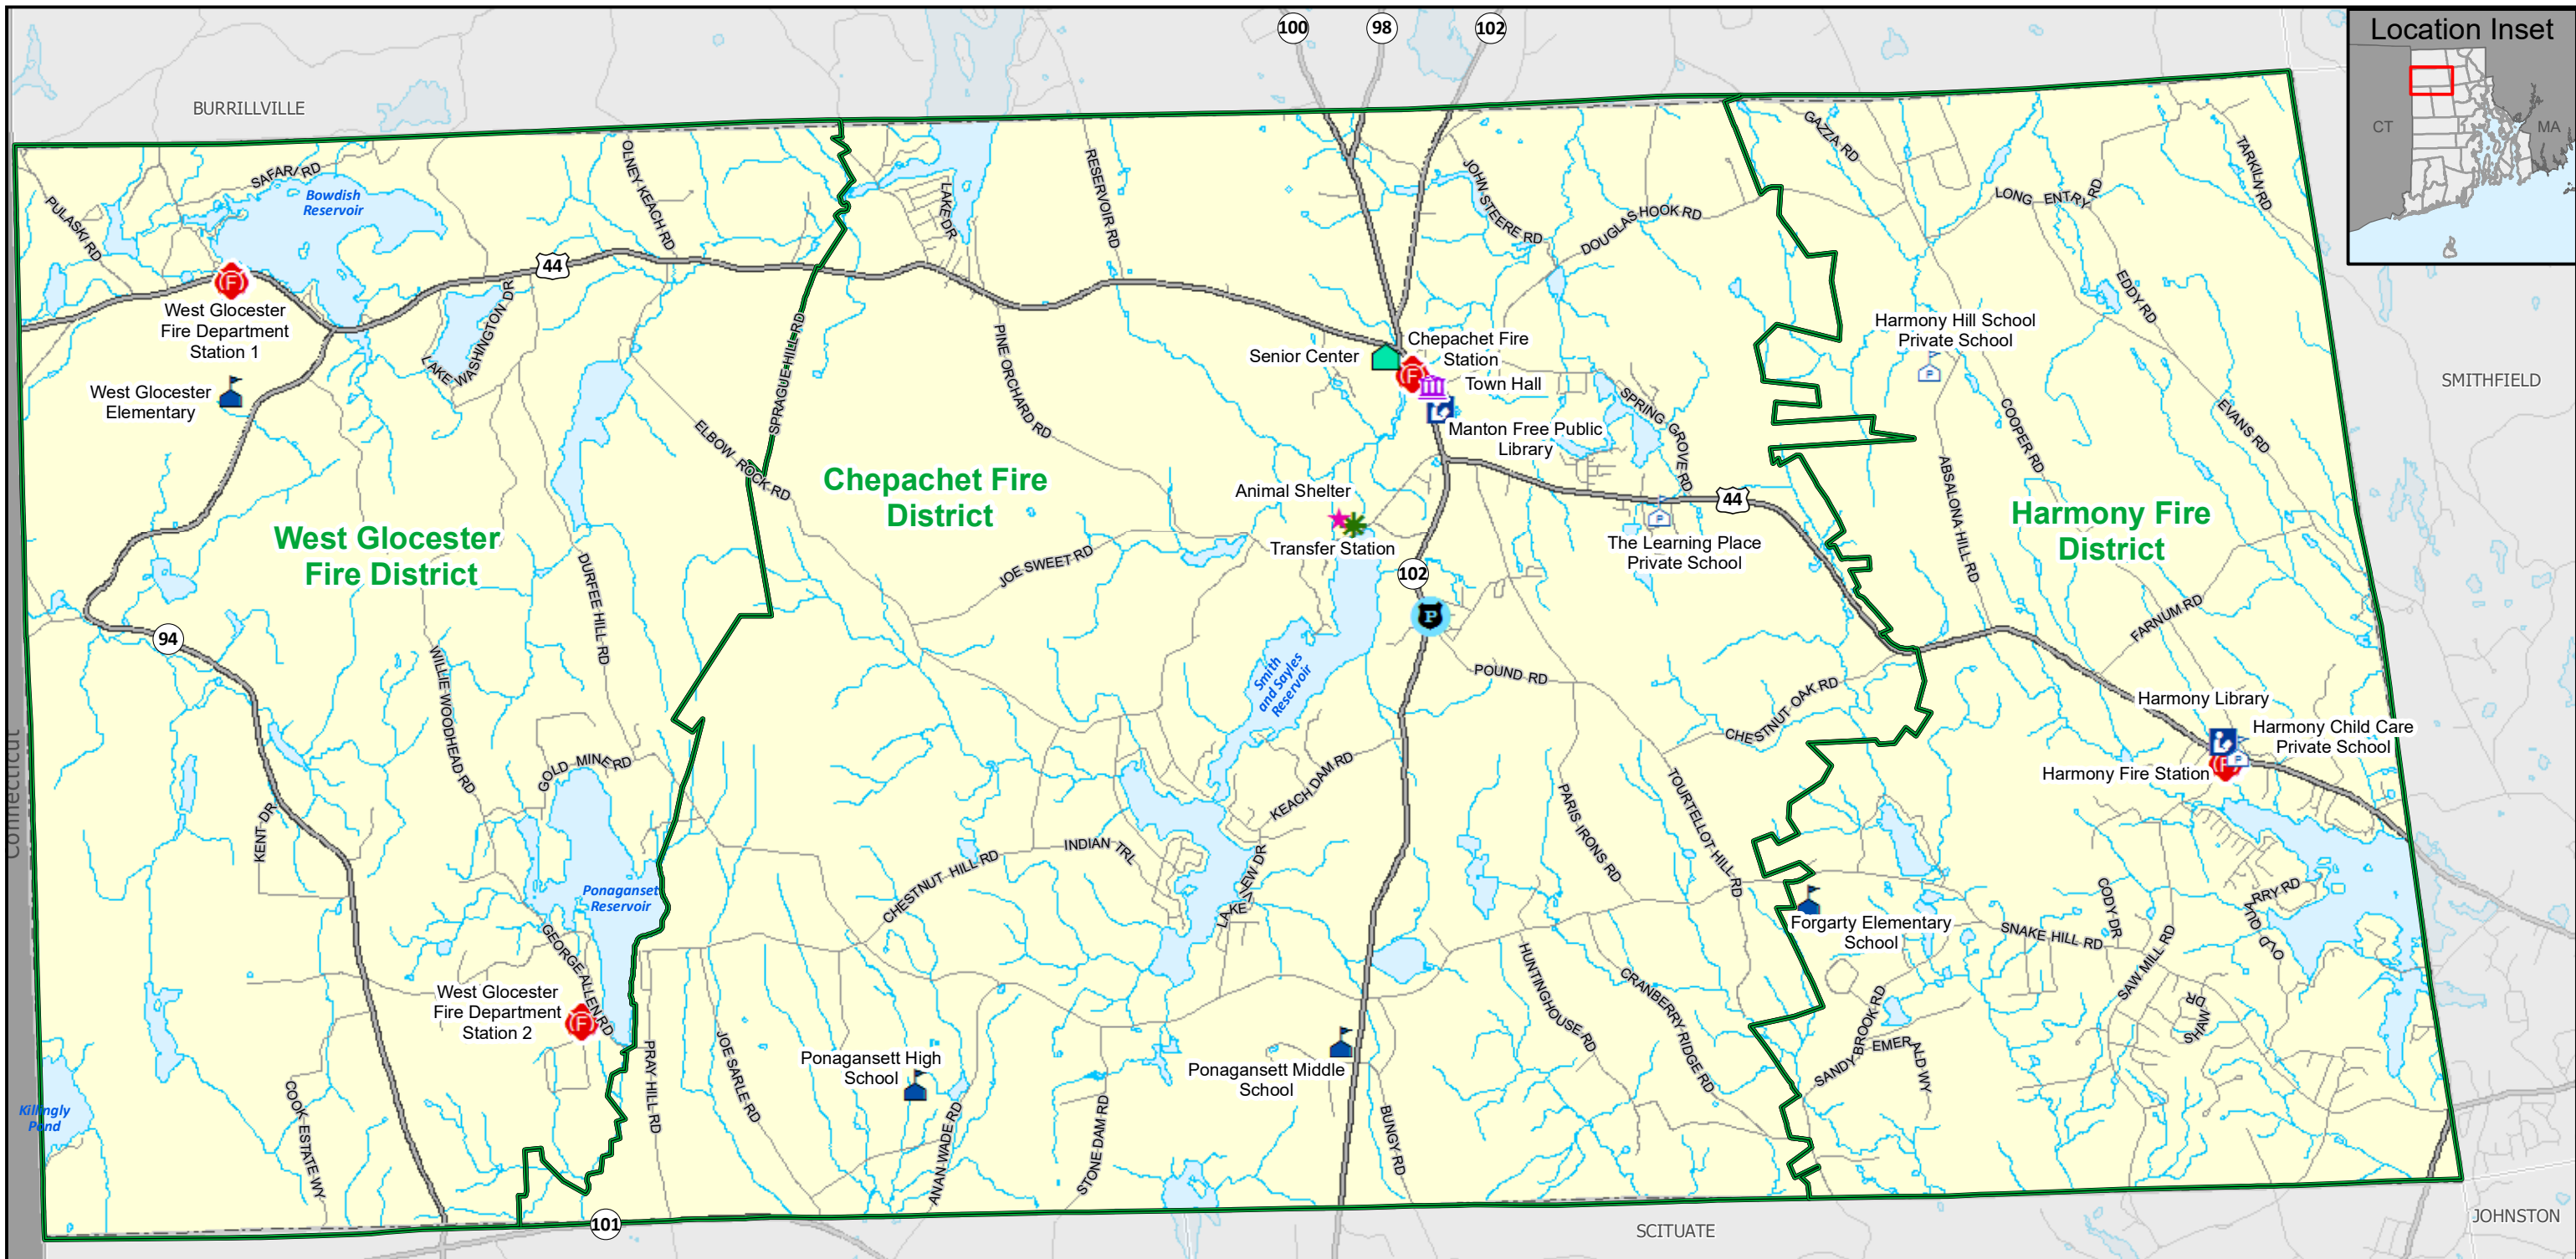 100
98
102
Location Inset
CT
MA
BURRILLVILLE
SMITHFIELD
SCITUATE
JOHNSTON
Connecticut
SAFARI RD
Bowdish
Reservoir
PULASKI RD
OLNEY KEACH RD
LAKE DR
RESERVOIR RD
JOHN STEERE RD
DOUGLAS HOOK RD
GAZZA RD
LONG ENTRY RD
TARKILN RD
44
West Glocester
Fire Department
Station 1
LAKE WASHINGTON DR
SPRAGUE HILL RD
PINE ORCHARD RD
EDDY RD
Senior Center
Chepachet Fire
Station
Town Hall
Harmony Hill School
Private School
West Glocester
Elementary
ELBOW ROCK RD
Manton Free Public
Library
SPRING GROVE RD
COOPER RD
EVANS RD
ABSALONA HILL RD
Chepachet Fire
District
Animal Shelter
Transfer Station
44
The Learning Place
Private School
Harmony Fire
District
West Glocester
Fire District
DURFEE HILL RD
JOE SWEET RD
102
P
94
WILLIE WOODHEAD RD
Smith
and Sayles
Reservoir
POUND RD
CHESTNUT OAK RD
FARNUM RD
Harmony Library
Harmony Child Care
Private School
Harmony Fire Station
GOLD MINE RD
KENT DR
KEACH DAM RD
PARIS IRONS RD
TOURTELLOT HILL RD
INDIAN TRL
CHESTNUT HILL RD
LAKE VIEW DR
Ponaganset
Reservoir
GEORGE ALLEN RD
Forgarty Elementary
School
SNAKE HILL RD
CODY DR
SAW MILL RD
OLD QUARRY RD
SHAW DR
West Glocester
Fire Department
Station 2
HUNTINGHOUSE RD
CRANBERRY RIDGE RD
SANDY BROOK RD
EMERALD WY
PRAY HILL RD
JOE SARLE RD
Ponagansett High
School
Ponagansett Middle
School
Killingly
Pond
COOK ESTATE WY
ANAN WADE RD
STONE DAM RD
BUNGY RD
101